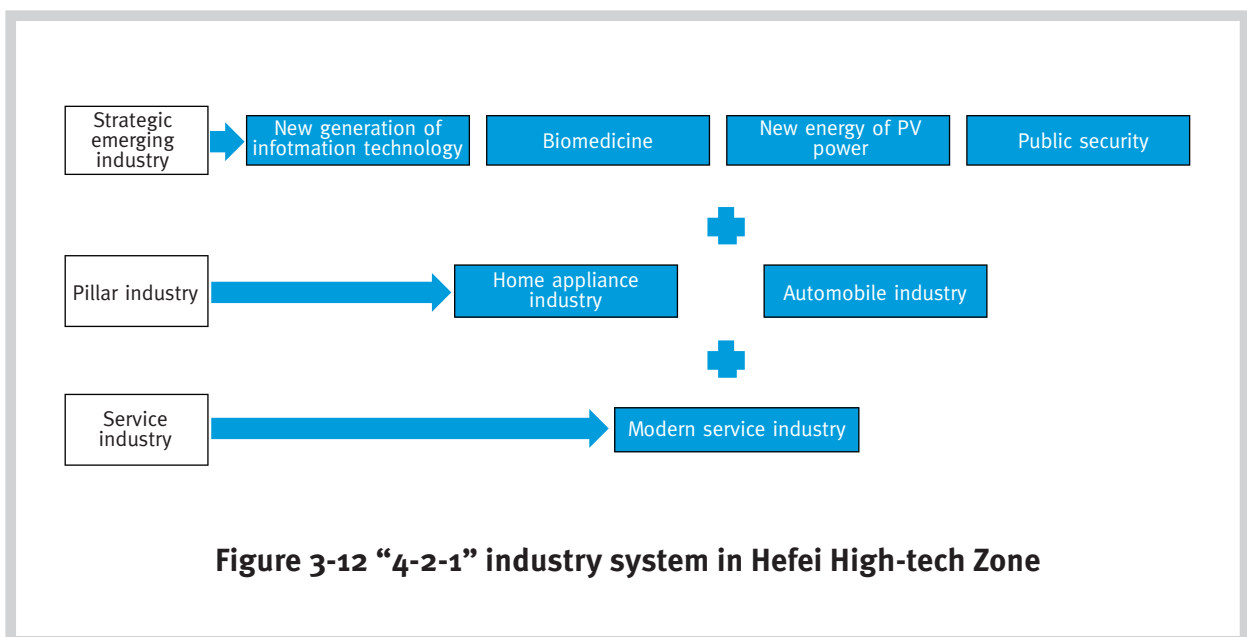 Strategic
emerging
industry
New generation of
infotmation technology
Biomedicine
New energy of PV
power
Public security
Pillar industry
Home appliance
industry
Automobile industry
Service
industry
Modern service industry
Figure 3-12 “4-2-1” industry system in Hefei High-tech Zone